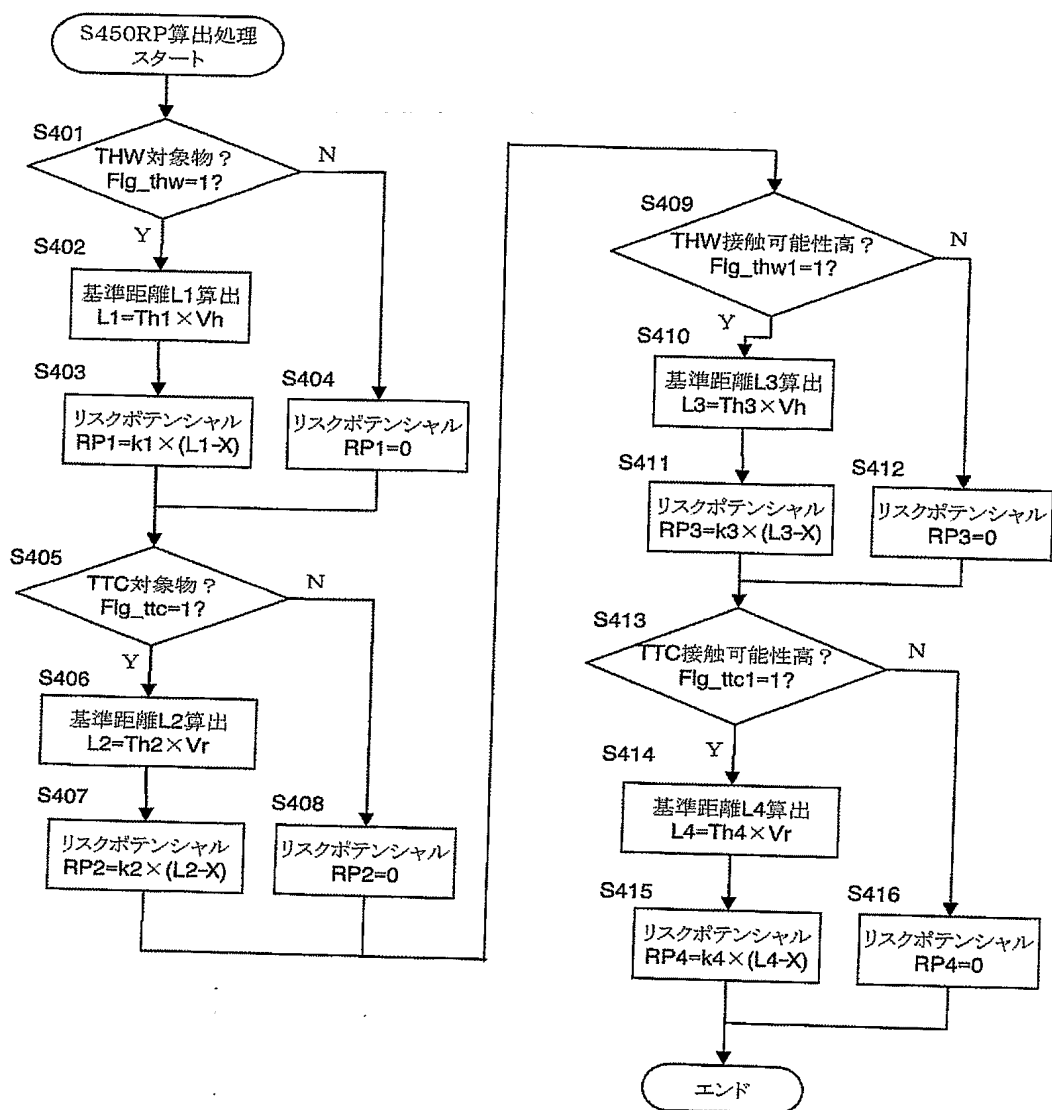 S450RP算出処理
スタート
S401
THW対象物？
Flg_thw=1?
N
Y
S402
基準距離L1算出
L1=Th1×Vh
S403
リスクポテンシャル
RP1=k1×(L1-X)
S404
リスクポテンシャル
RP1=0
S405
TTC対象物？
Flg_ttc=1?
N
Y
S406
基準距離L2算出
L2=Th2×Vr
S407
リスクポテンシャル
RP2=k2×(L2-X)
S408
リスクポテンシャル
RP2=0
S409
THW接触可能性高？
Flg_thw1=1?
N
Y
S410
基準距離L3算出
L3=Th3×Vh
S411
リスクポテンシャル
RP3=k3×(L3-X)
S412
リスクポテンシャル
RP3=0
S413
TTC接触可能性高？
Flg_ttc1=1?
N
Y
S414
基準距離L4算出
L4=Th4×Vr
S415
リスクポテンシャル
RP4=k4×(L4-X)
S416
リスクポテンシャル
RP4=0
エンド